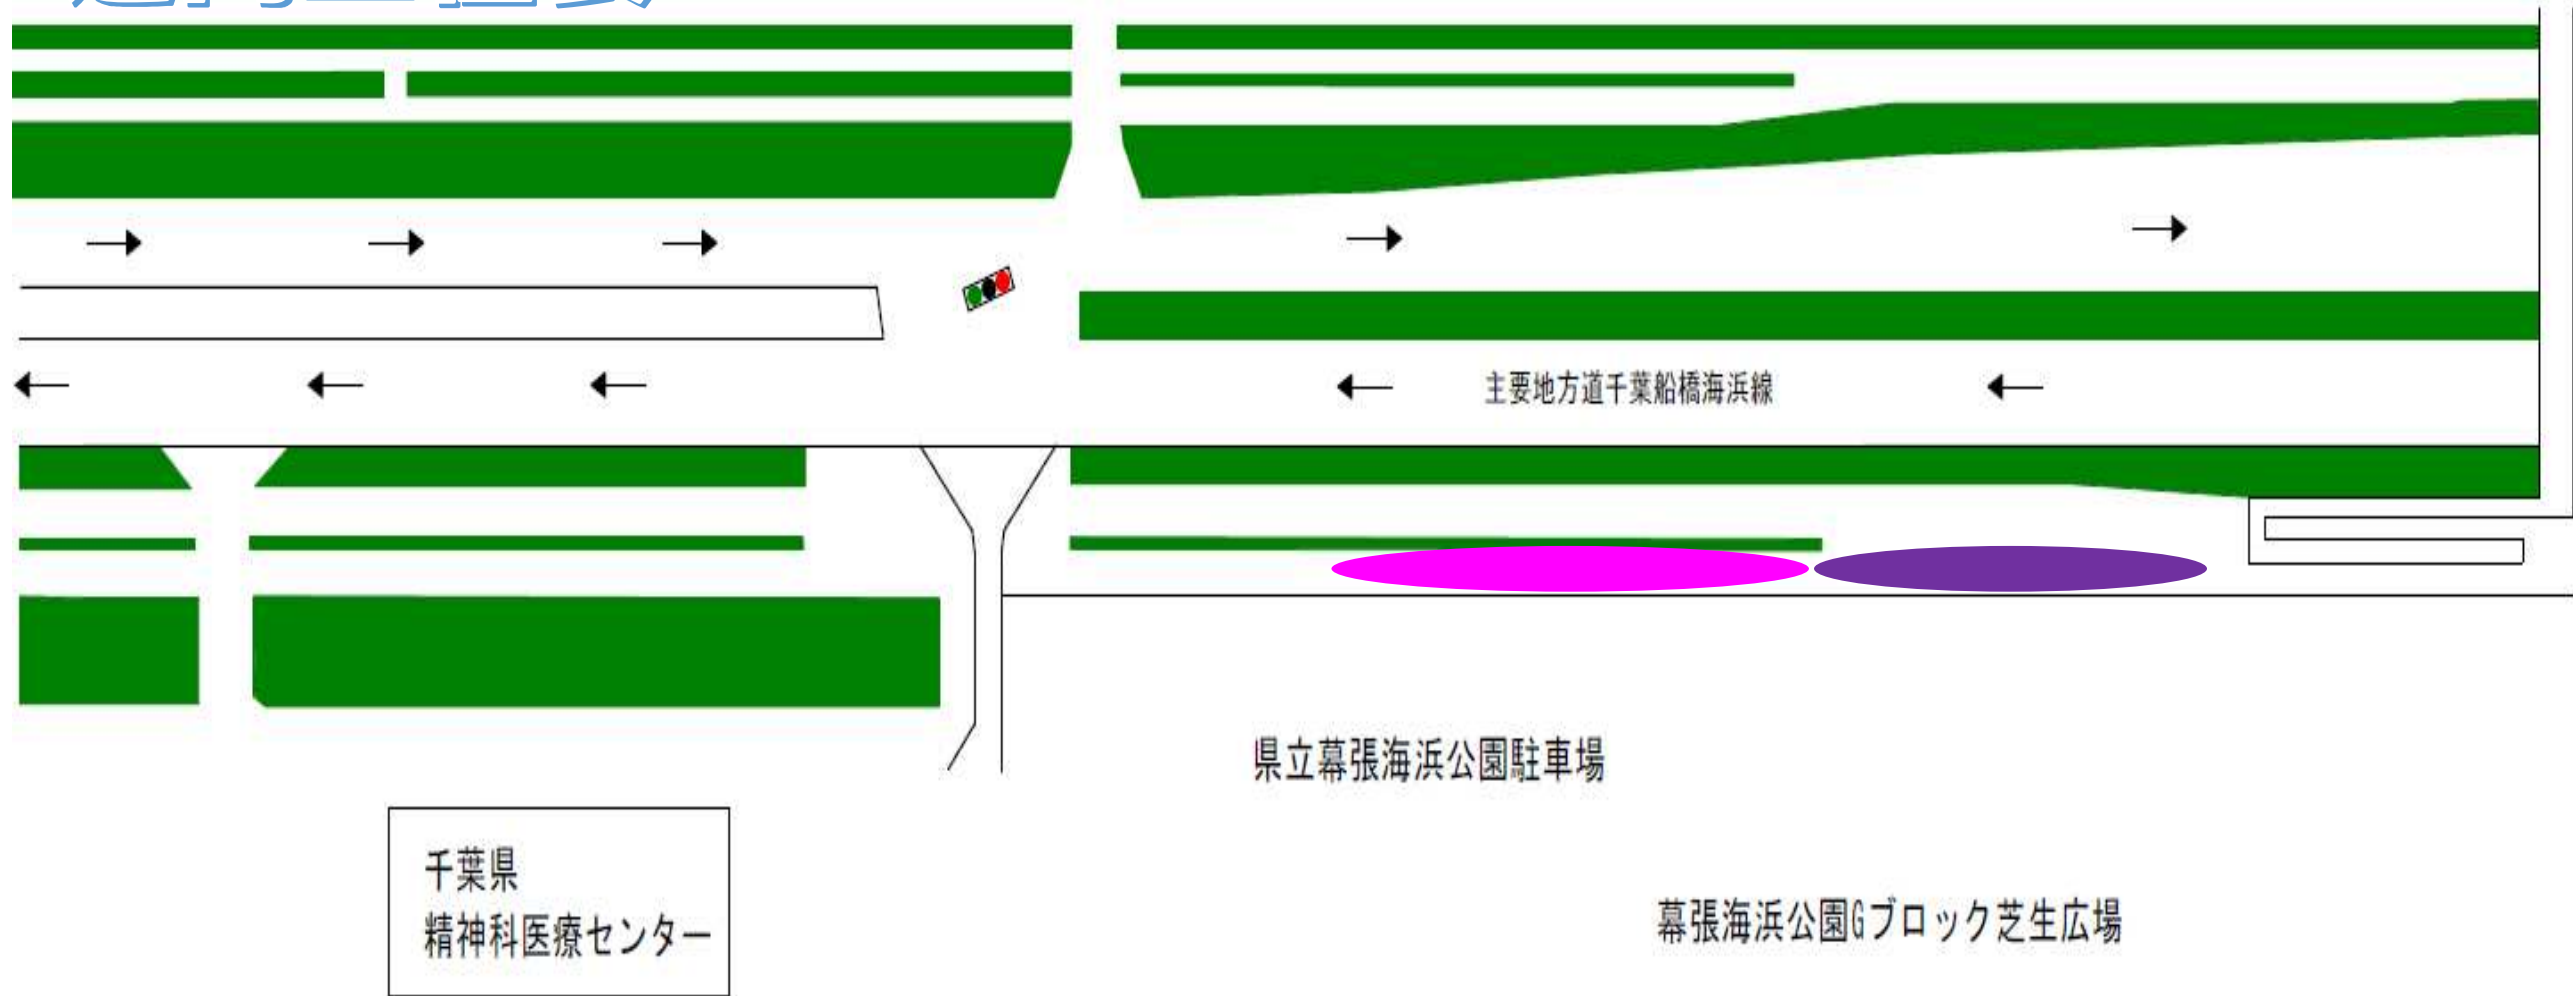 主要地方道千葉船橋海浜線
県立幕張海浜公園駐車場
千葉県
精神科医療センター
幕張海浜公園Gブロック芝生広場